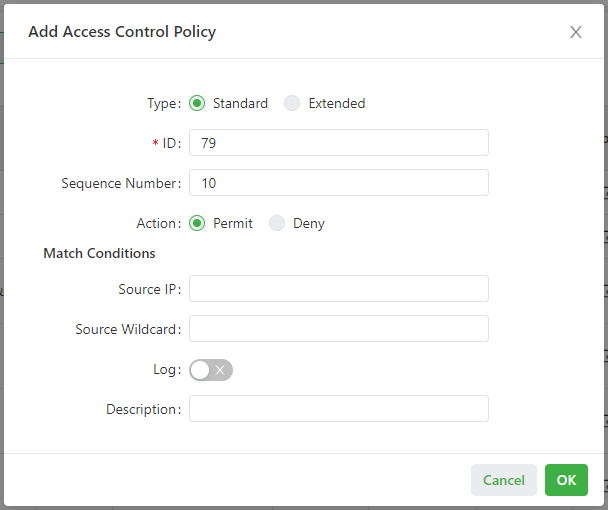 Add Access Control Policy
Type: Standard Extended
* ID: 79
Sequence Number: 10
Action: Permit Deny
Match Conditions
Source IP:
Source Wildcard:
Log:
Description:
Cancel OK